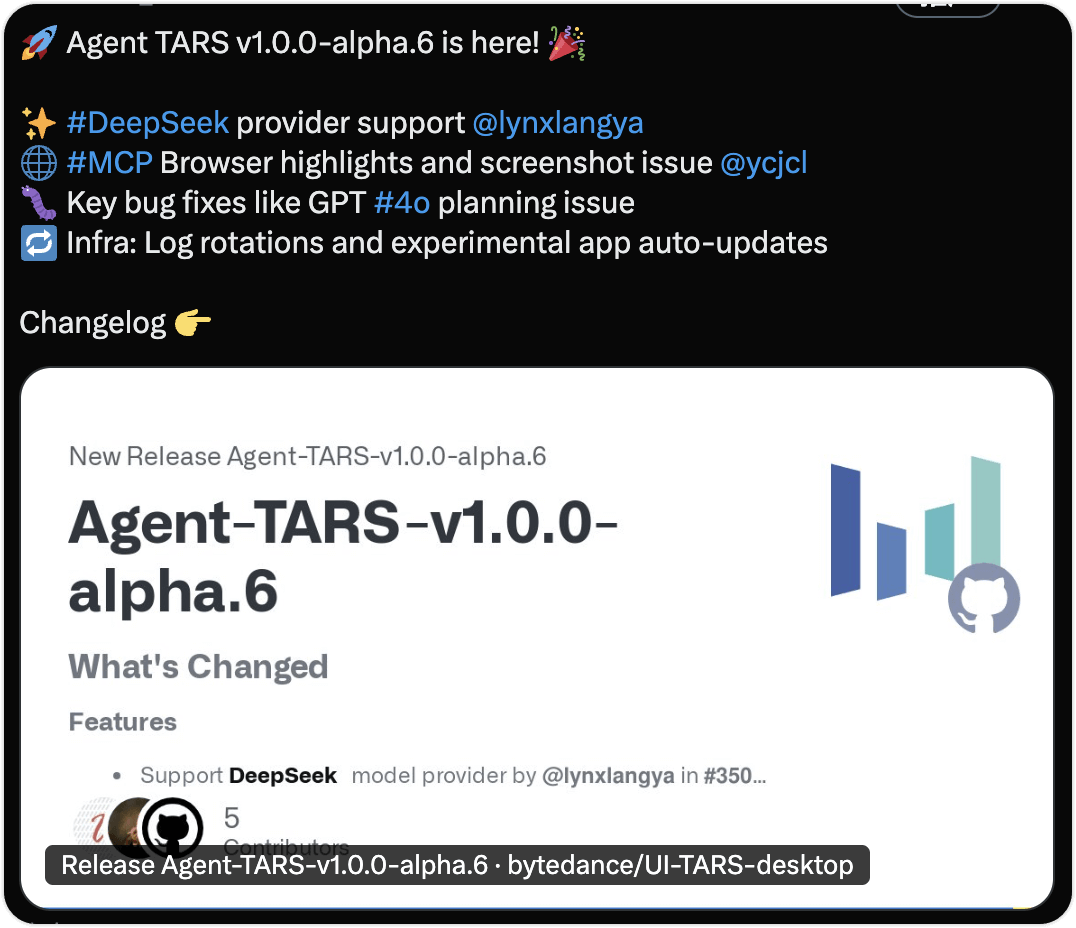 🚀 Agent TARS v1.0.0-alpha.6 is here! 🎉
✨ #DeepSeek provider support @lynxlangya
🌐 #MCP Browser highlights and screenshot issue @ycjcl
🐛 Key bug fixes like GPT #4o planning issue
🔁 Infra: Log rotations and experimental app auto-updates
Changelog 👉
New Release Agent-TARS-v1.0.0-alpha.6
Agent-TARS-v1.0.0-
alpha.6
What's Changed
Features
• Support DeepSeek model provider by @lynxlangya in #350...
5
Contributors
Release Agent-TARS-v1.0.0-alpha.6 · bytedance/UI-TARS-desktop